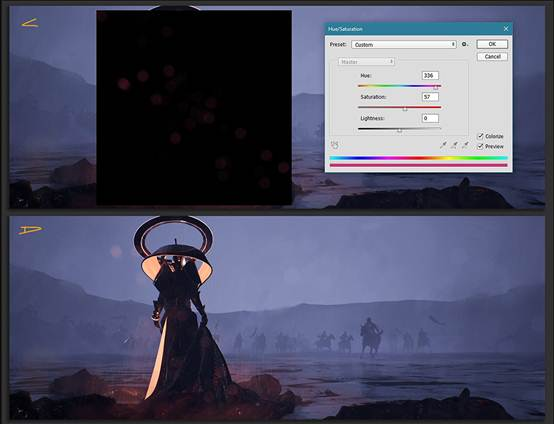 Hue/Saturation
Preset: Custom
OK
Cancel
Master
Hue: 336
Saturation: 57
Lightness: 0
Colorize
Preview